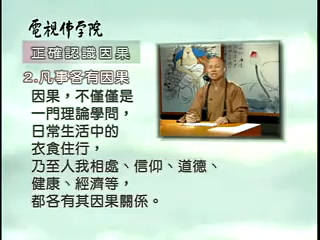 電視佛學院
正確認識因果
2.凡事各有因果
因果，不僅僅是
一門理論學問，
日常生活中的
衣食住行，
乃至人我相處、信仰、道德、
健康、經濟等，
都各有其因果關係。